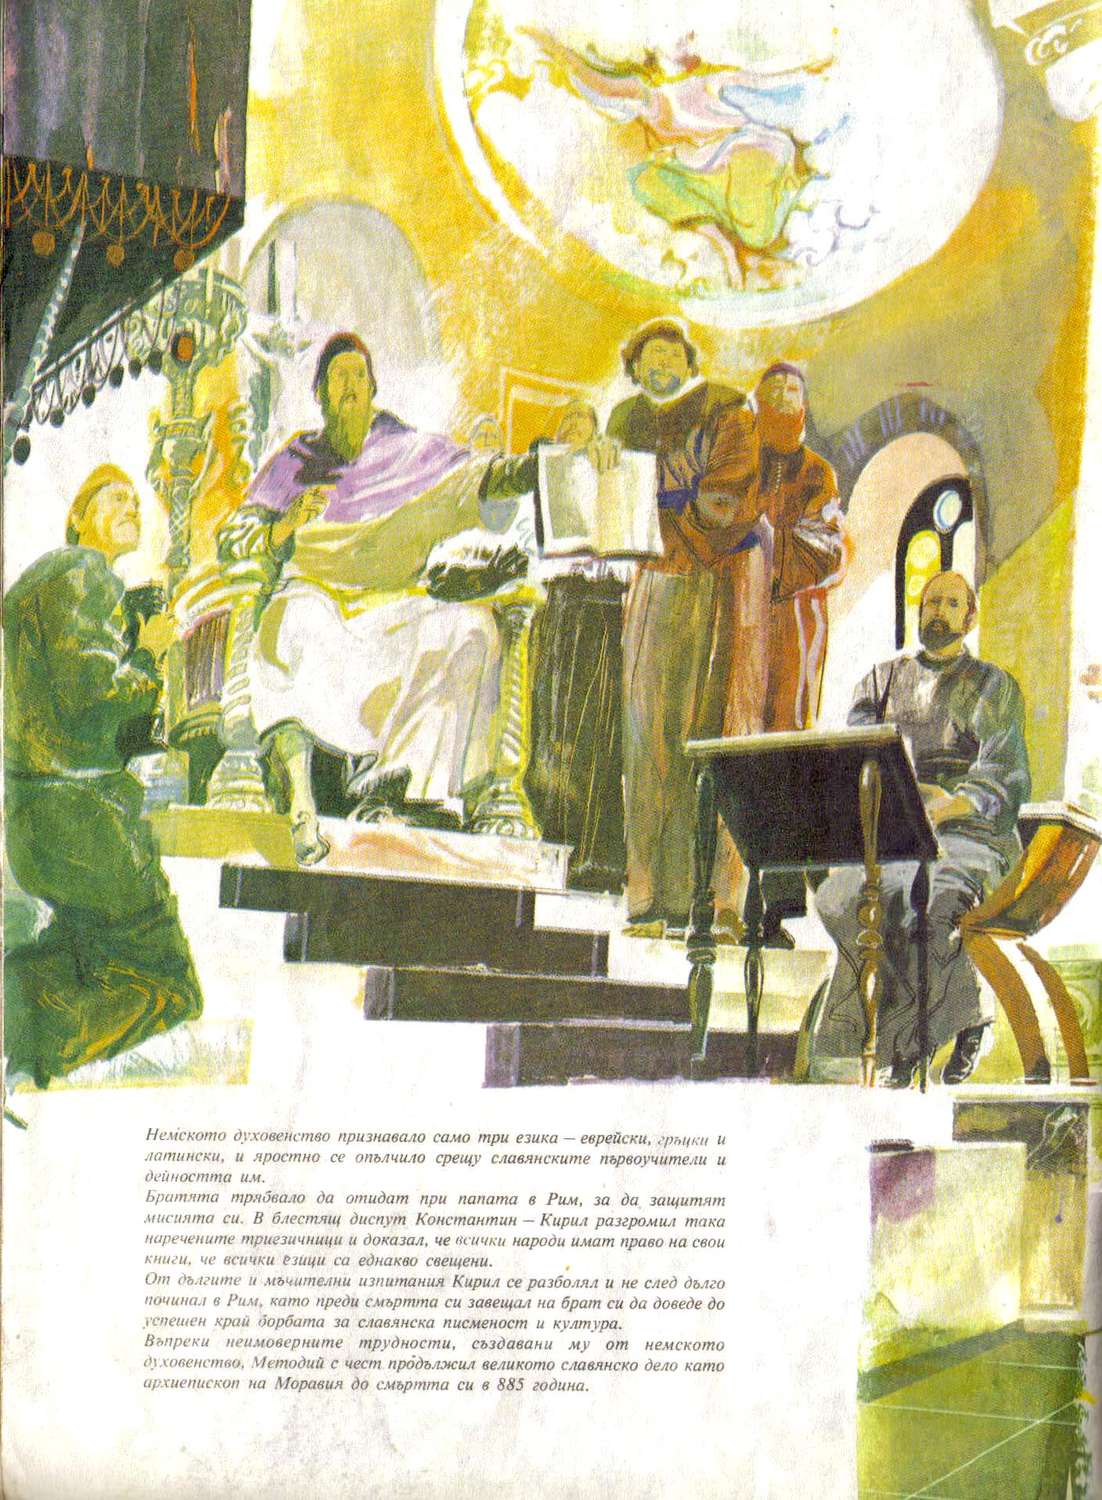 Немското духовенство признавало само три езика — еврейски, гръцки и
латински, и яростно се опълчило срещу славянските първоучители и
дейността им.
Братята трябвало да отидат при папата в Рим, за да защитят
мисията си. В блестящ диспут Константин — Кирил разгромил така
наречените триезичници и доказал, че всички народи имат право на свои
книги, че всички езици са еднакво свещени.
От дългите и мъчителни изпитания Кирил се разболял и не след дълго
починал в Рим, като преди смъртта си завещал на брат си да доведе до
успешен край борбата за славянска писменост и култура.
Въпреки неимоверните трудности, създавани му от немското
духовенство, Методий с чест продължил великото славянско дело като
архиепископ на Моравия до смъртта си в 885 година.